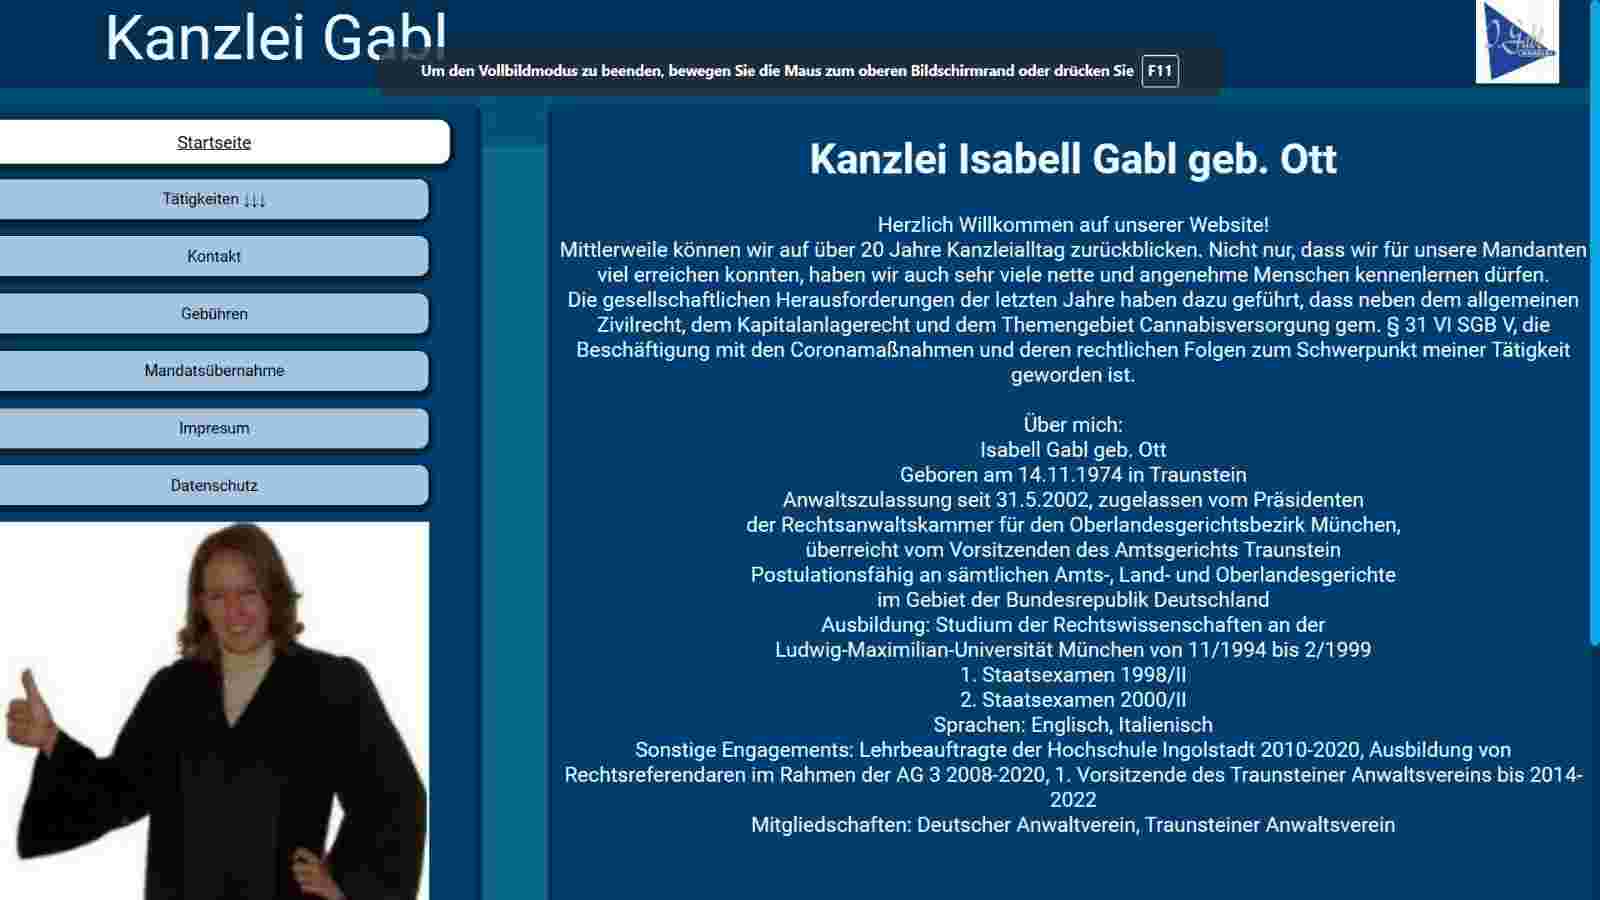 Kanzlei Gabl
Um den Vollbildmodus zu beenden, bewegen Sie die Maus zum oberen Bildschirmrand oder drücken Sie F11
Startseite
Tätigkeiten ↓↓↓
Kontakt
Gebühren
Mandatsübernahme
Impresum
Datenschutz
Kanzlei Isabell Gabl geb. Ott
Herzlich Willkommen auf unserer Website!
Mittlerweile können wir auf über 20 Jahre Kanzleialltag zurückblicken. Nicht nur, dass wir für unsere Mandanten
viel erreichen konnten, haben wir auch sehr viele nette und angenehme Menschen kennenlernen dürfen.
Die gesellschaftlichen Herausforderungen der letzten Jahre haben dazu geführt, dass neben dem allgemeinen
Zivilrecht, dem Kapitalanlagerecht und dem Themengebiet Cannabisversorgung gem. § 31 VI SGB V, die
Beschäftigung mit den Coronamaßnahmen und deren rechtlichen Folgen zum Schwerpunkt meiner Tätigkeit
geworden ist.
Über mich:
Isabell Gabl geb. Ott
Geboren am 14.11.1974 in Traunstein
Anwaltszulassung seit 31.5.2002, zugelassen vom Präsidenten
der Rechtsanwaltskammer für den Oberlandesgerichtsbezirk München,
überreicht vom Vorsitzenden des Amtsgerichts Traunstein
Postulationsfähig an sämtlichen Amts-, Land- und Oberlandesgerichte
im Gebiet der Bundesrepublik Deutschland
Ausbildung: Studium der Rechtswissenschaften an der
Ludwig-Maximilian-Universität München von 11/1994 bis 2/1999
1. Staatsexamen 1998/II
2. Staatsexamen 2000/II
Sprachen: Englisch, Italienisch
Sonstige Engagements: Lehrbeauftragte der Hochschule Ingolstadt 2010-2020, Ausbildung von
Rechtsreferendaren im Rahmen der AG 3 2008-2020, 1. Vorsitzende des Traunsteiner Anwaltsvereins bis 2014-
2022
Mitgliedschaften: Deutscher Anwaltverein, Traunsteiner Anwaltsverein